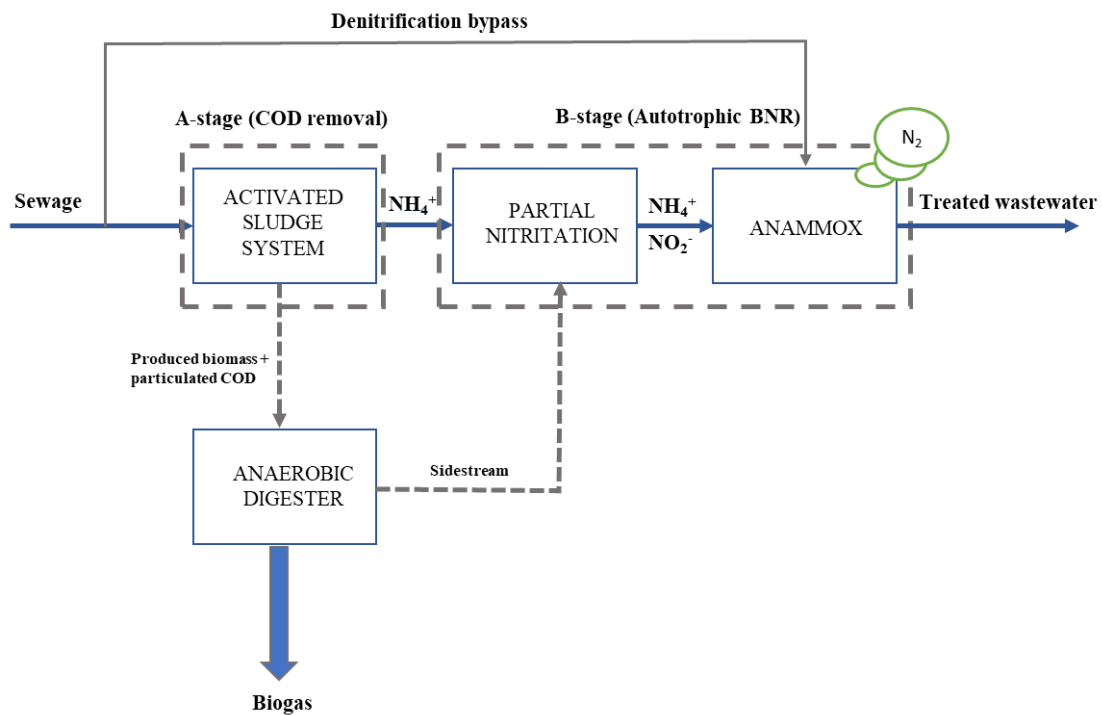 Denitrification bypass
A-stage (COD removal)
B-stage (Autotrophic BNR)
N₂
Sewage
ACTIVATED
SLUDGE
SYSTEM
NH₄⁺
PARTIAL
NITRITATION
NH₄⁺
NO₂⁻
ANAMMOX
Treated wastewater
Produced biomass +
particulated COD
ANAEROBIC
DIGESTER
Sidestream
Biogas